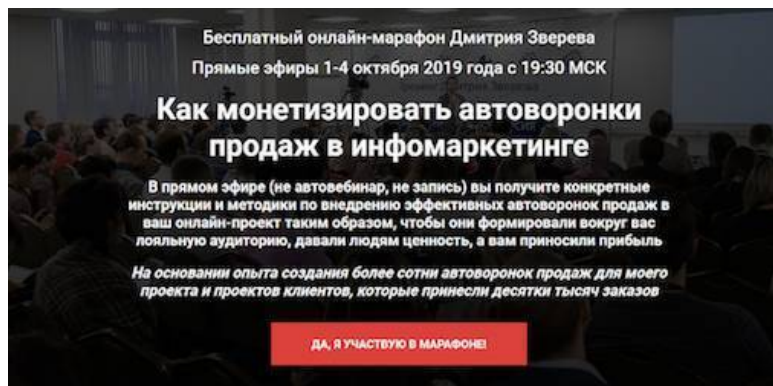 Бесплатный онлайн-марафон Дмитрия Зверева
Прямые эфиры 1-4 октября 2019 года с 19:30 МСК
Как монетизировать автоворонки
продаж в инфомаркетинге
В прямом эфире (не автовебинар, не запись) вы получите конкретные
инструкции и методики по внедрению эффективных автоворонок продаж в
ваш онлайн-проект таким образом, чтобы они формировали вокруг вас
лояльную аудиторию, давали людям ценность, а вам приносили прибыль
На основании опыта создания более сотни автоворонок продаж для моего
проекта и проектов клиентов, которые принесли десятки тысяч заказов
ДА, Я УЧАСТВУЮ В МАРАФОНЕ!